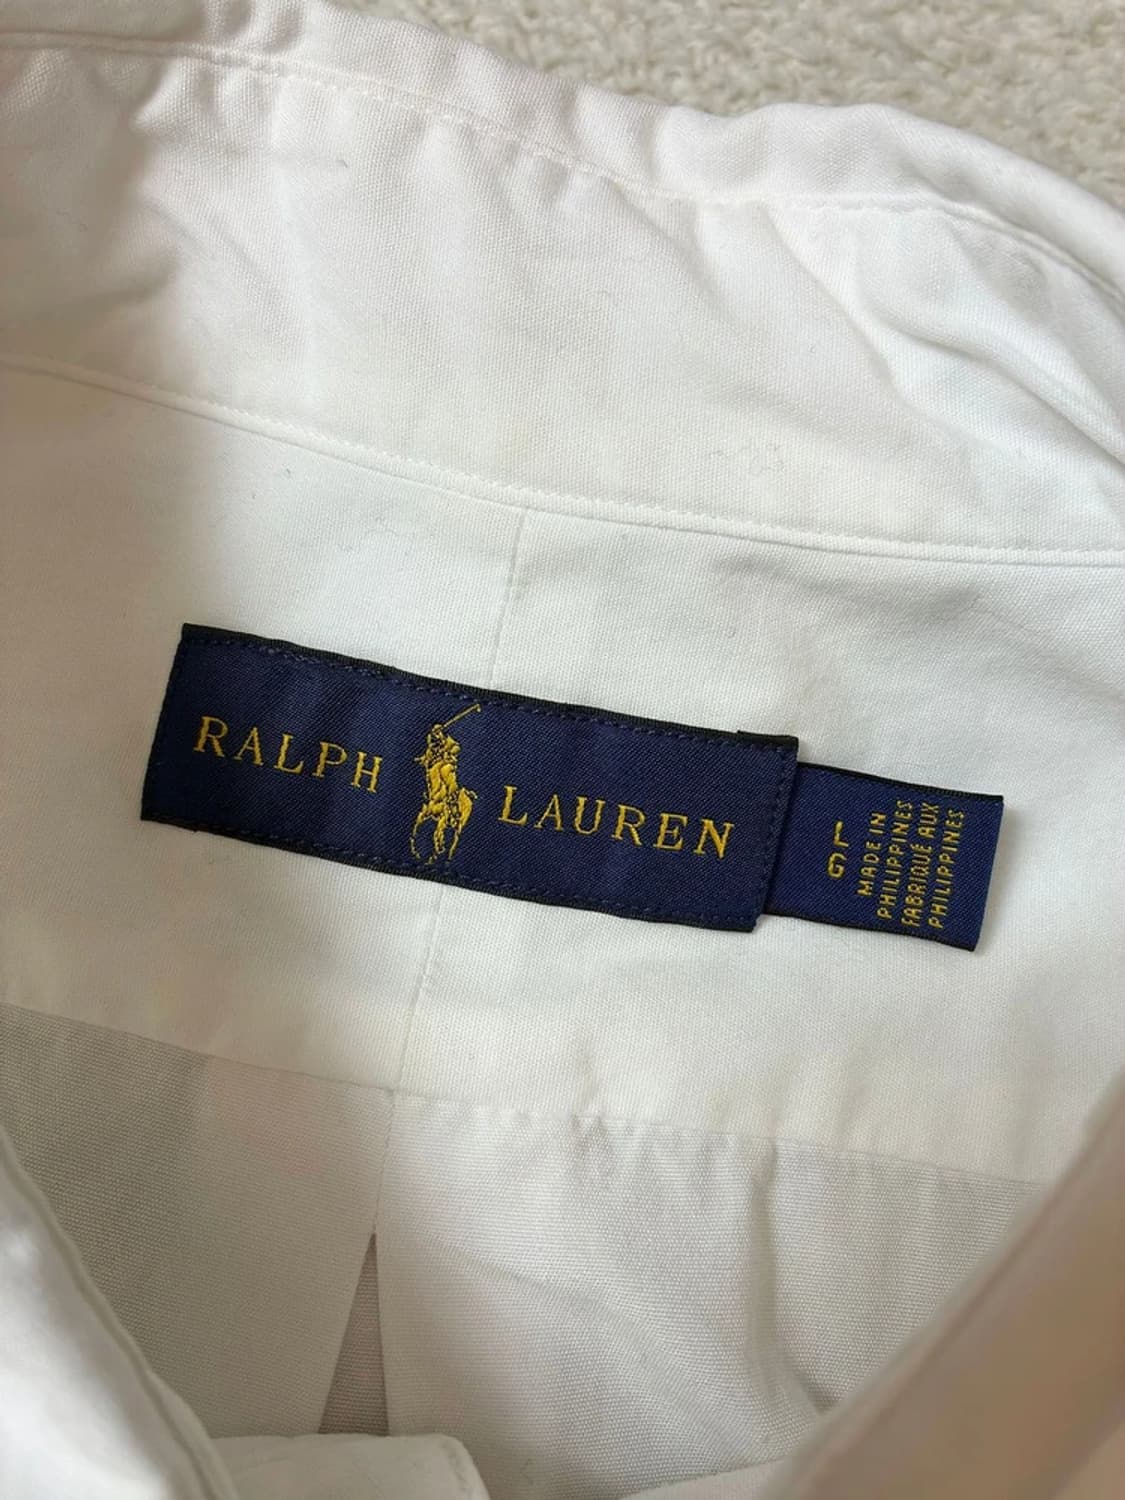 RALPH LAUREN
L
G
MADE IN
PHILIPPINES
FABRIQUÉ AUX
PHILIPPINES